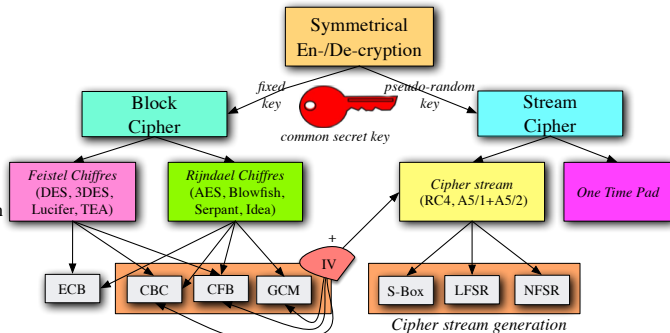 Symmetrical
En-/De-cryption
fixed
key
pseudo-random
key
common secret key
Block
Cipher
Stream
Cipher
Feistel Chiffres
(DES, 3DES,
Lucifer, TEA)
Rijndael Chiffres
(AES, Blowfish,
Serpant, Idea)
Cipher stream
(RC4, A5/1+A5/2)
One Time Pad
+
IV
ECB
CBC
CFB
GCM
S-Box
LFSR
NFSR
Cipher stream generation